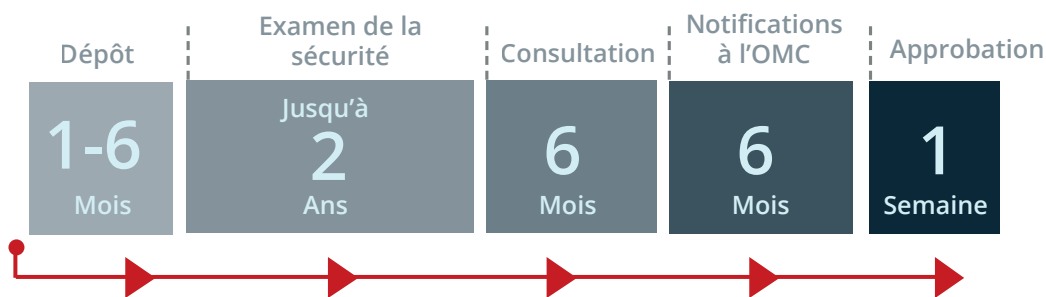 Dépôt
Examen de la
sécurité
Consultation
Notifications
à l’OMC
Approbation
1-6
Mois
Jusqu’à
2
Ans
6
Mois
6
Mois
1
Semaine